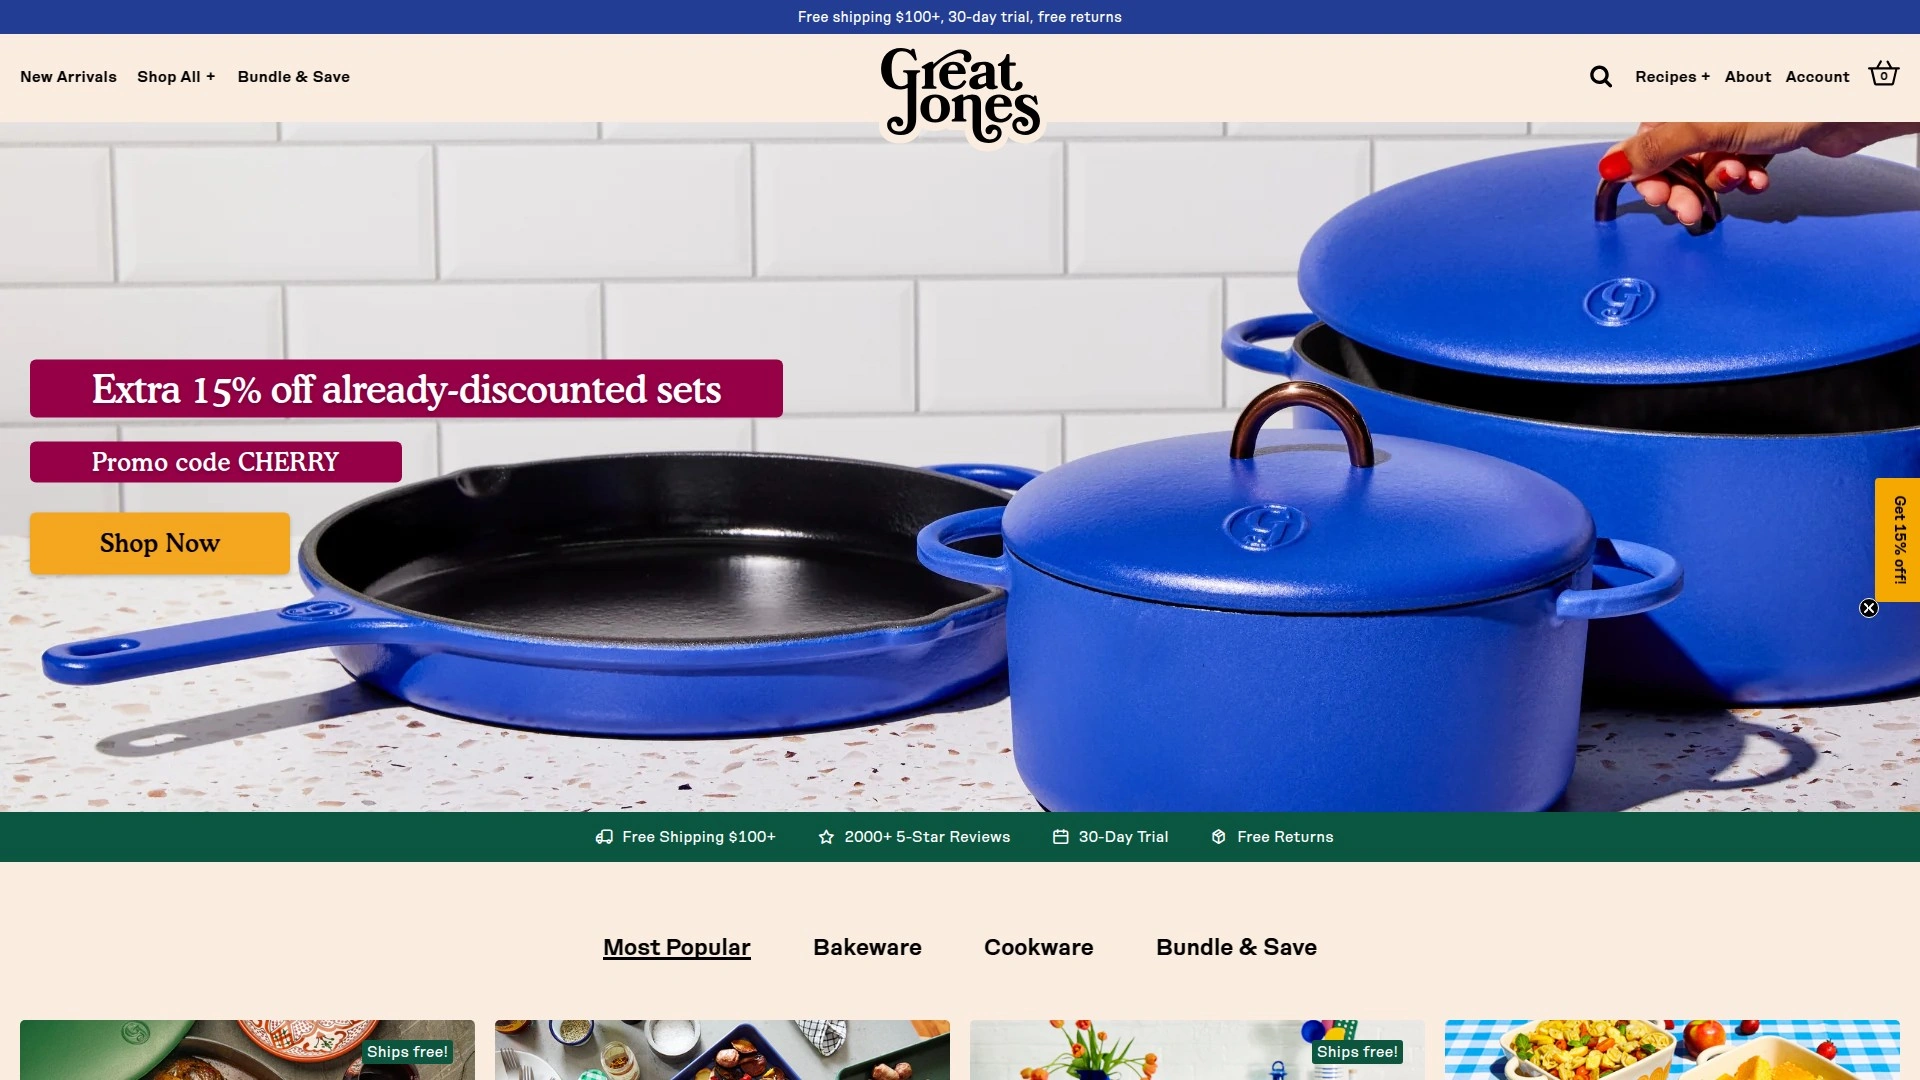 Free shipping $100+, 30-day trial, free returns
New Arrivals
Shop All +
Bundle & Save
Great
Jones
Recipes +
About
Account
0
Extra 15% off already-discounted sets
Promo code CHERRY
Shop Now
Get 15% off!
Free Shipping $100+
2000+ 5-Star Reviews
30-Day Trial
Free Returns
Most Popular
Bakeware
Cookware
Bundle & Save
Ships free!
Ships free!